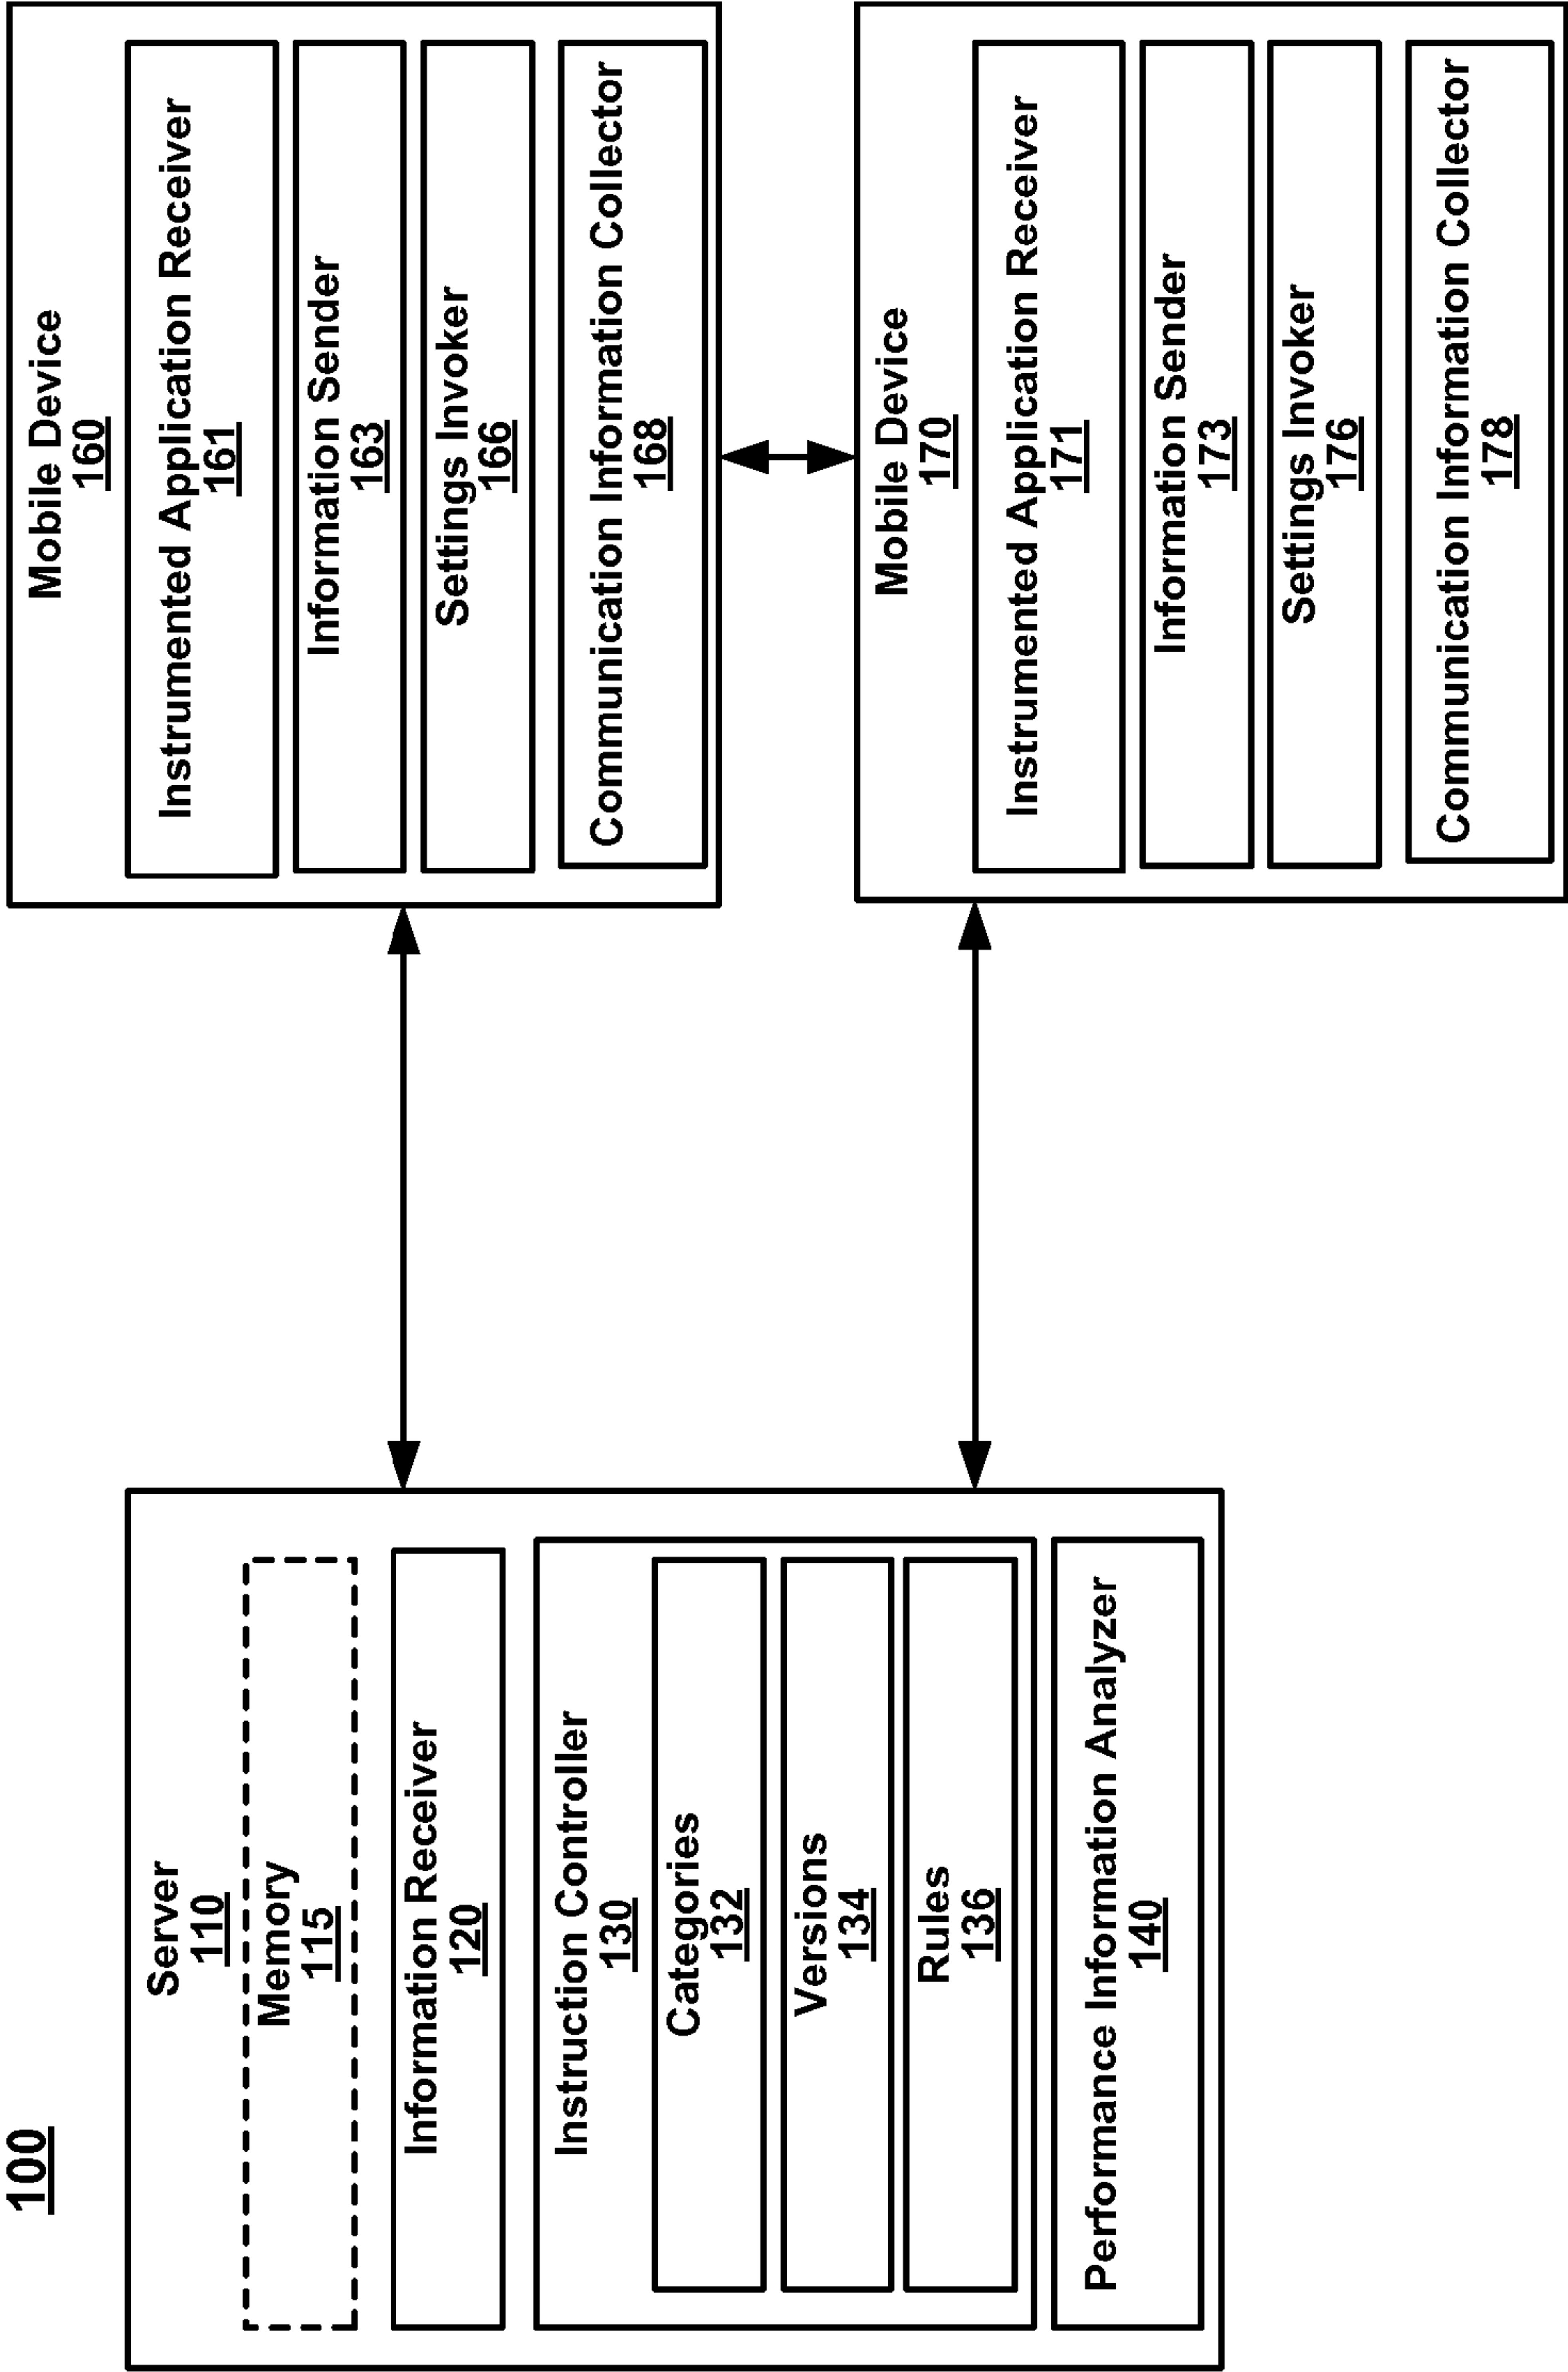 100
Server
110
Memory
115
Information Receiver
120
Instruction Controller
130
Categories
132
Versions
134
Rules
136
Performance Information Analyzer
140
Mobile Device
160
Instrumented Application Receiver
161
Information Sender
163
Settings Invoker
166
Communication Information Collector
168
Mobile Device
170
Instrumented Application Receiver
171
Information Sender
173
Settings Invoker
176
Communication Information Collector
178